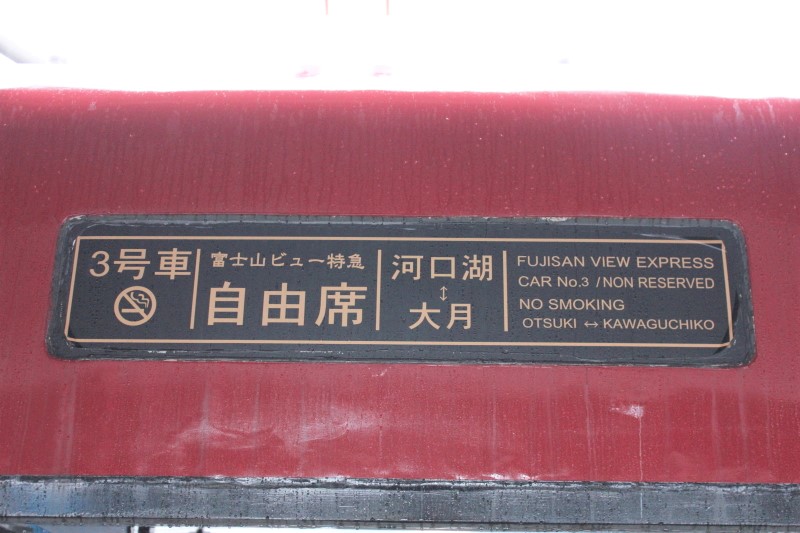 3号車
富士山ビュー特急
自由席
河口湖
↕
大月
FUJISAN VIEW EXPRESS
CAR No.3 / NON RESERVED
NO SMOKING
OTSUKI ↔ KAWAGUCHIKO